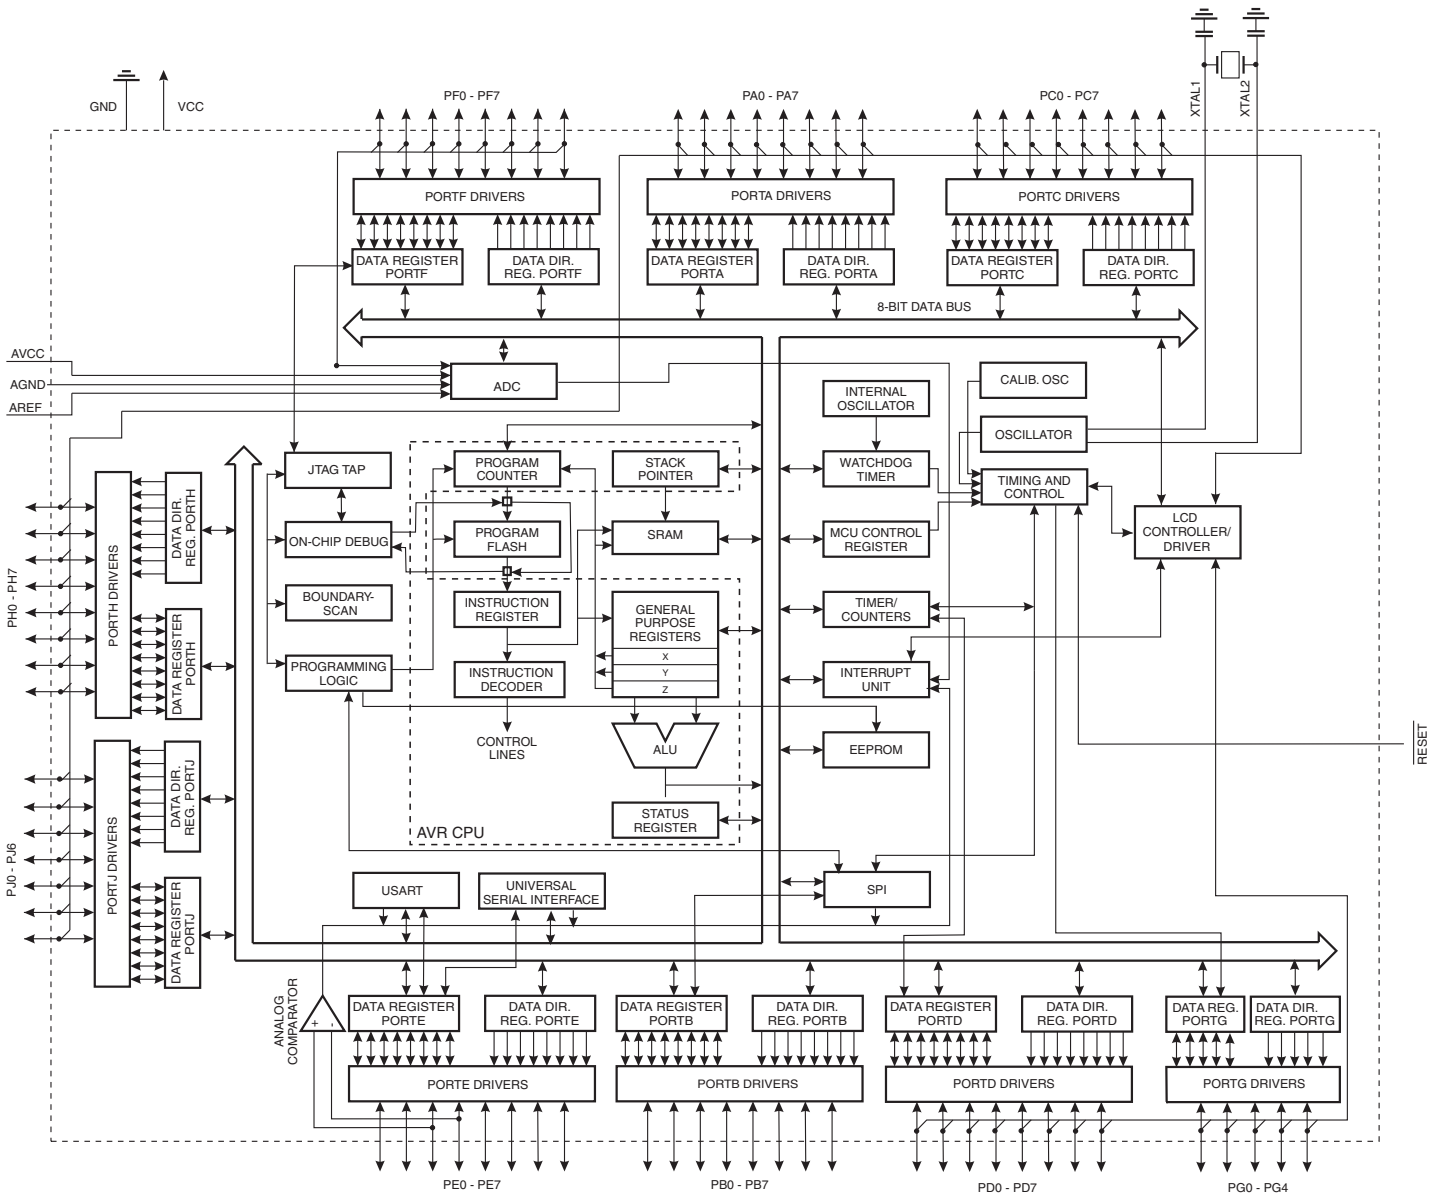 XTAL1
XTAL2
GND
VCC
PF0 - PF7
PA0 - PA7
PC0 - PC7
PORTF DRIVERS
PORTA DRIVERS
PORTC DRIVERS
DATA REGISTER
PORTF
DATA DIR.
REG. PORTF
DATA REGISTER
PORTA
DATA DIR.
REG. PORTA
DATA REGISTER
PORTC
DATA DIR.
REG. PORTC
8-BIT DATA BUS
AVCC
AGND
AREF
ADC
INTERNAL
OSCILLATOR
CALIB. OSC
OSCILLATOR
JTAG TAP
PROGRAM
COUNTER
STACK
POINTER
WATCHDOG
TIMER
TIMING AND
CONTROL
LCD
CONTROLLER/
DRIVER
ON-CHIP DEBUG
PROGRAM
FLASH
SRAM
MCU CONTROL
REGISTER
BOUNDARY-
SCAN
INSTRUCTION
REGISTER
GENERAL
PURPOSE
REGISTERS
X
Y
Z
TIMER/
COUNTERS
PROGRAMMING
LOGIC
INSTRUCTION
DECODER
INTERRUPT
UNIT
CONTROL
LINES
ALU
EEPROM
RESET
STATUS
REGISTER
AVR CPU
PH0 - PH7
PORTH DRIVERS
DATA DIR.
REG. PORTH
DATA REGISTER
PORTH
PJ0 - PJ6
PORTJ DRIVERS
DATA DIR.
REG. PORTJ
DATA REGISTER
PORTJ
USART
UNIVERSAL
SERIAL INTERFACE
SPI
ANALOG
COMPARATOR
+
-
DATA REGISTER
PORTE
DATA DIR.
REG. PORTE
DATA REGISTER
PORTB
DATA DIR.
REG. PORTB
DATA REGISTER
PORTD
DATA DIR.
REG. PORTD
DATA REG.
PORTG
DATA DIR.
REG. PORTG
PORTE DRIVERS
PORTB DRIVERS
PORTD DRIVERS
PORTG DRIVERS
PE0 - PE7
PB0 - PB7
PD0 - PD7
PG0 - PG4